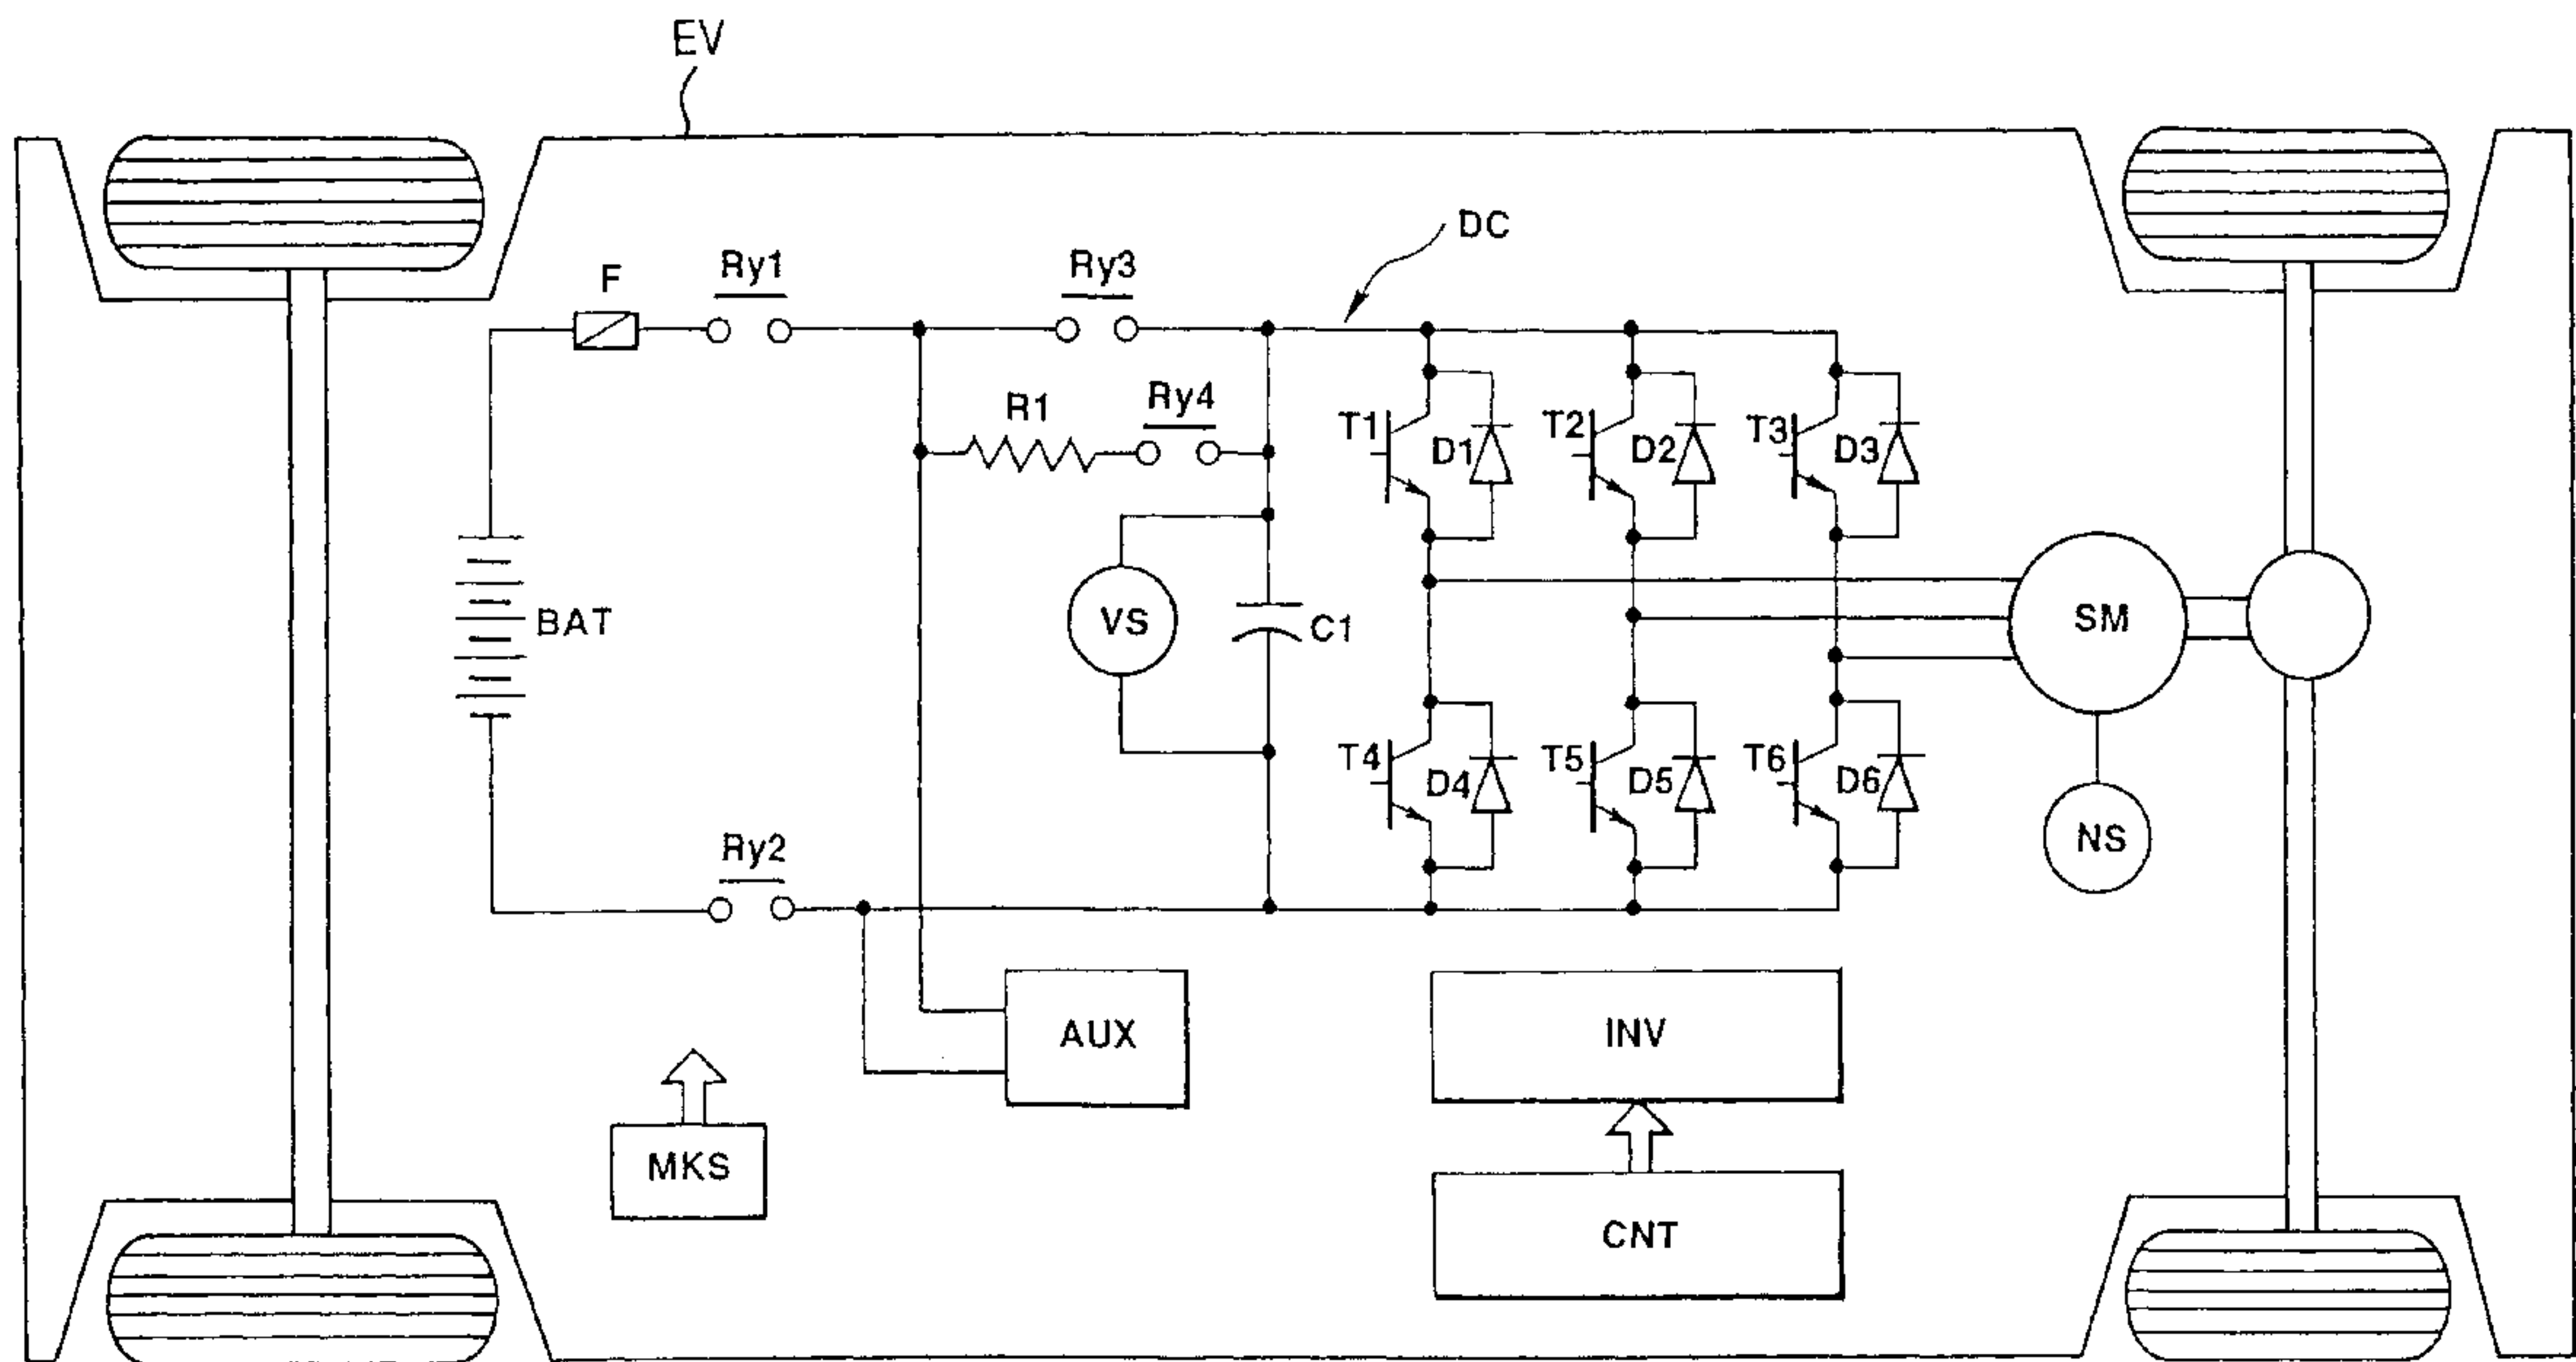 EV
DC
F
Ry1
Ry3
R1
Ry4
T1
D1
T2
D2
T3
D3
BAT
VS
C1
SM
T4
D4
T5
D5
T6
D6
NS
Ry2
AUX
INV
MKS
CNT